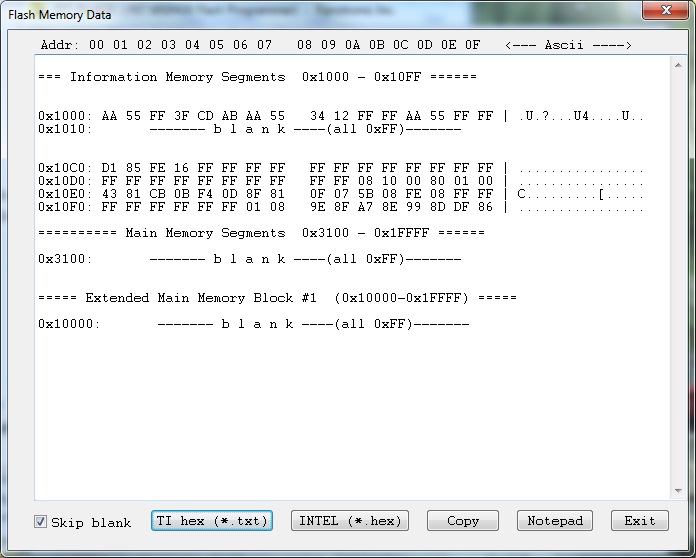 Flash Memory Data
Addr: 00 01 02 03 04 05 06 07 08 09 0A 0B 0C 0D 0E 0F <--- Ascii ---->
=== Information Memory Segments 0x1000 - 0x10FF ======
0x1000: AA 55 FF 3F CD AB AA 55 34 12 FF FF AA 55 FF FF | .U.?...U4....U..
0x1010: ------- b l a n k ----(all 0xFF)-------
0x10C0: D1 85 FE 16 FF FF FF FF FF FF FF FF FF FF FF FF | ................
0x10D0: FF FF FF FF FF FF FF FF FF FF 08 10 00 80 01 00 | ................
0x10E0: 43 81 CB 0B F4 0D 8F 81 0F 07 5B 08 FE 08 FF FF | C.........[.....
0x10F0: FF FF FF FF FF FF 01 08 9E 8F A7 8E 99 8D DF 86 | ................
========== Main Memory Segments 0x3100 - 0x1FFFF ======
0x3100: ------- b l a n k ----(all 0xFF)-------
===== Extended Main Memory Block #1 (0x10000-0x1FFFF) =====
0x10000: ------- b l a n k ----(all 0xFF)-------
Skip blank TI hex (*.txt) INTEL (*.hex) Copy Notepad Exit